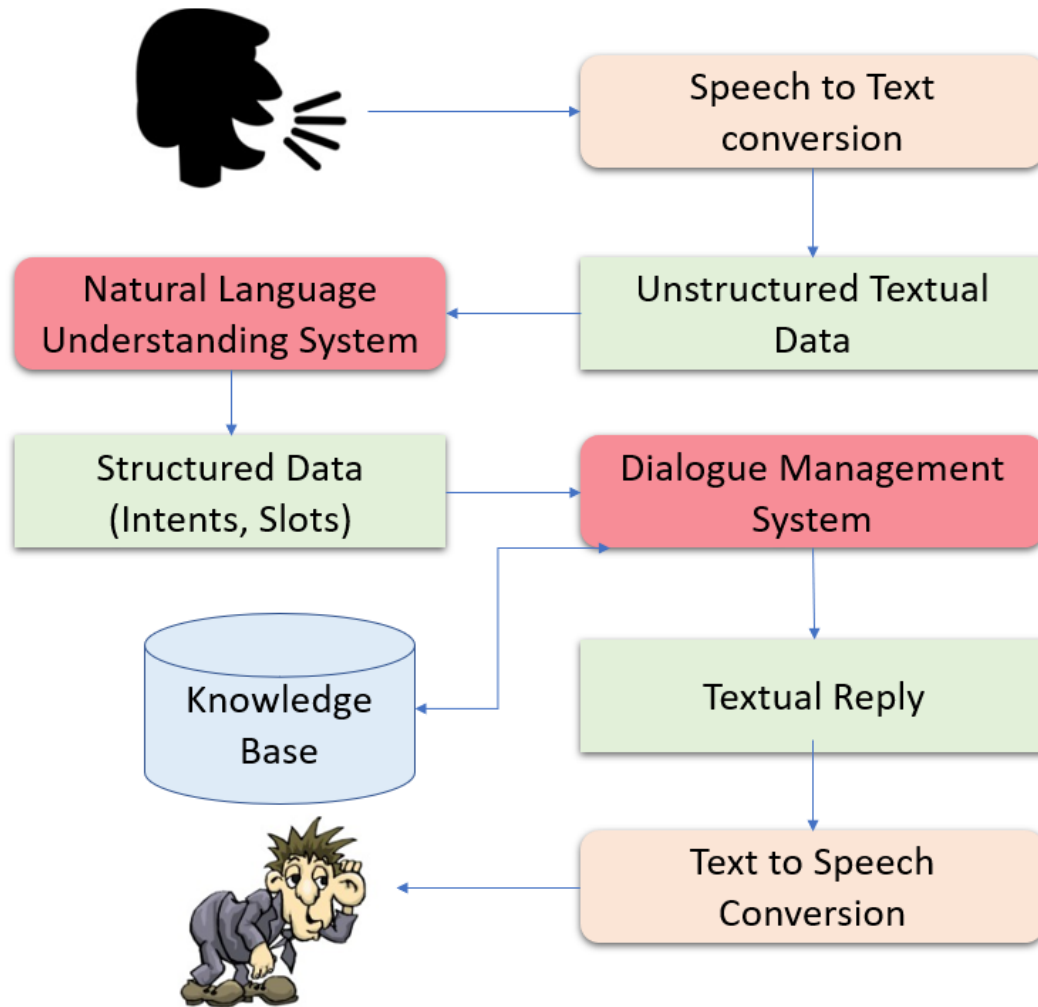 Speech to Text
conversion
Unstructured Textual
Data
Natural Language
Understanding System
Structured Data
(Intents, Slots)
Dialogue Management
System
Knowledge
Base
Textual Reply
Text to Speech
Conversion